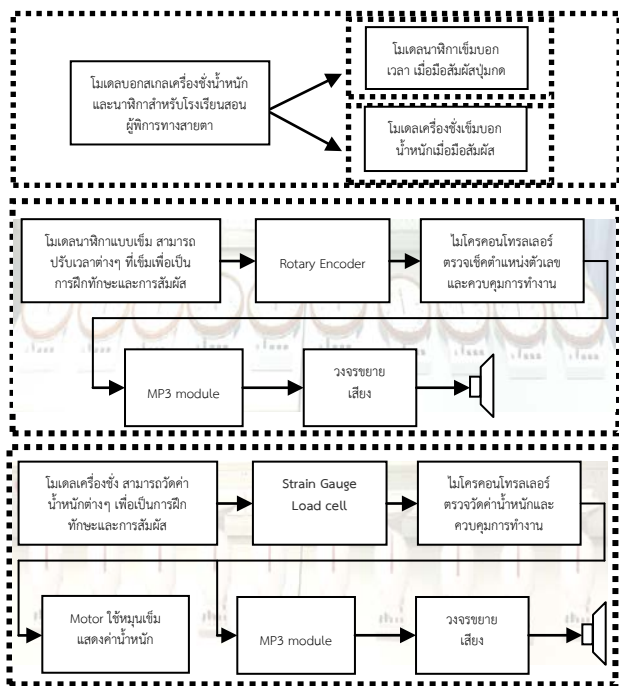 โมเดลบอกสเกลเครื่องชั่งน้ำหนัก
และนาฬิกาสำหรับโรงเรียนสอน
ผู้พิการทางสายตา
โมเดลนาฬิกาเข็มบอก
เวลา เมื่อมือสัมผัสปุ่มกด
โมเดลเครื่องชั่งเข็มบอก
น้ำหนักเมื่อมือสัมผัส
โมเดลนาฬิกาแบบเข็ม สามารถ
ปรับเวลาต่างๆ ที่เข็มเพื่อเป็น
การฝึกทักษะและการสัมผัส
Rotary Encoder
ไมโครคอนโทรลเลอร์
ตรวจเช็คตำแหน่งตัวเลข
และควบคุมการทำงาน
MP3 module
วงจรขยาย
เสียง
โมเดลเครื่องชั่ง สามารถวัดค่า
น้ำหนักต่างๆ เพื่อเป็นการฝึก
ทักษะและการสัมผัส
Strain Gauge
Load cell
ไมโครคอนโทรลเลอร์
ตรวจวัดค่าน้ำหนักและ
ควบคุมการทำงาน
Motor ใช้หมุนเข็ม
แสดงค่าน้ำหนัก
MP3 module
วงจรขยาย
เสียง